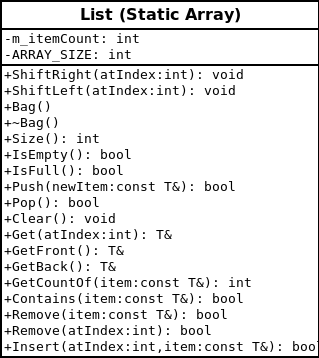 List (Static Array)
-m_itemCount: int
-ARRAY_SIZE: int
+ShiftRight(atIndex:int): void
+ShiftLeft(atIndex:int): void
+Bag()
+~Bag()
+Size(): int
+IsEmpty(): bool
+IsFull(): bool
+Push(newItem:const T&): bool
+Pop(): bool
+Clear(): void
+Get(atIndex:int): T&
+GetFront(): T&
+GetBack(): T&
+GetCountOf(item:const T&): int
+Contains(item:const T&): bool
+Remove(item:const T&): bool
+Remove(atIndex:int): bool
+Insert(atIndex:int,item:const T&): bool